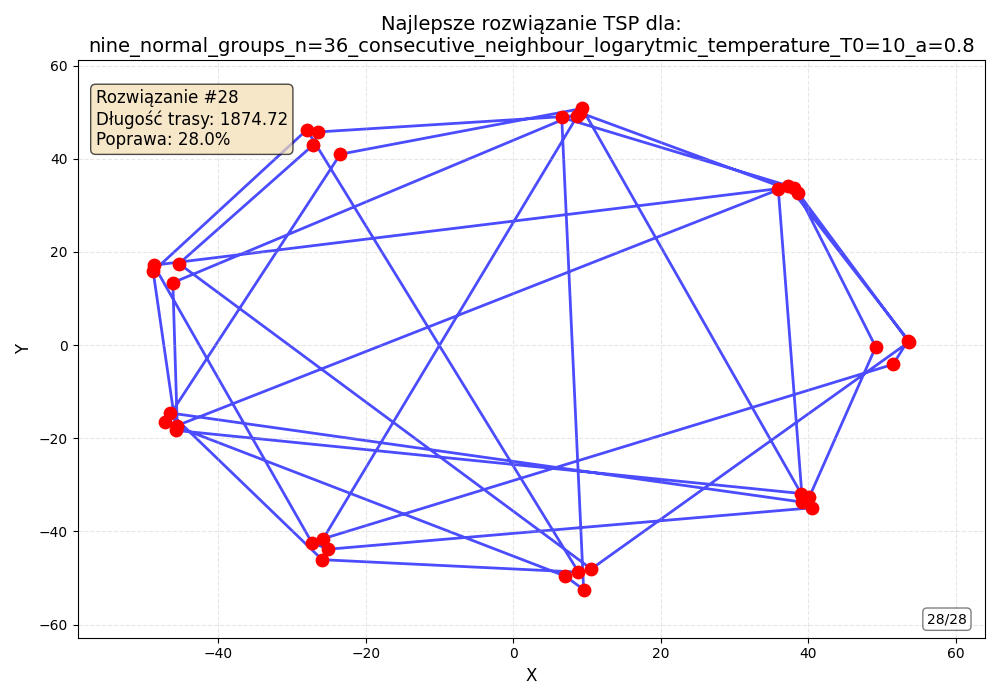 Najlepsze rozwiązanie TSP dla:
nine_normal_groups_n=36_consecutive_neighbour_logarytmic_temperature_T0=10_a=0.8
Rozwiązanie #28
Długość trasy: 1874.72
Poprawa: 28.0%
60
40
20
0
−20
−40
−60
Y
−40
−20
0
20
40
60
X
28/28